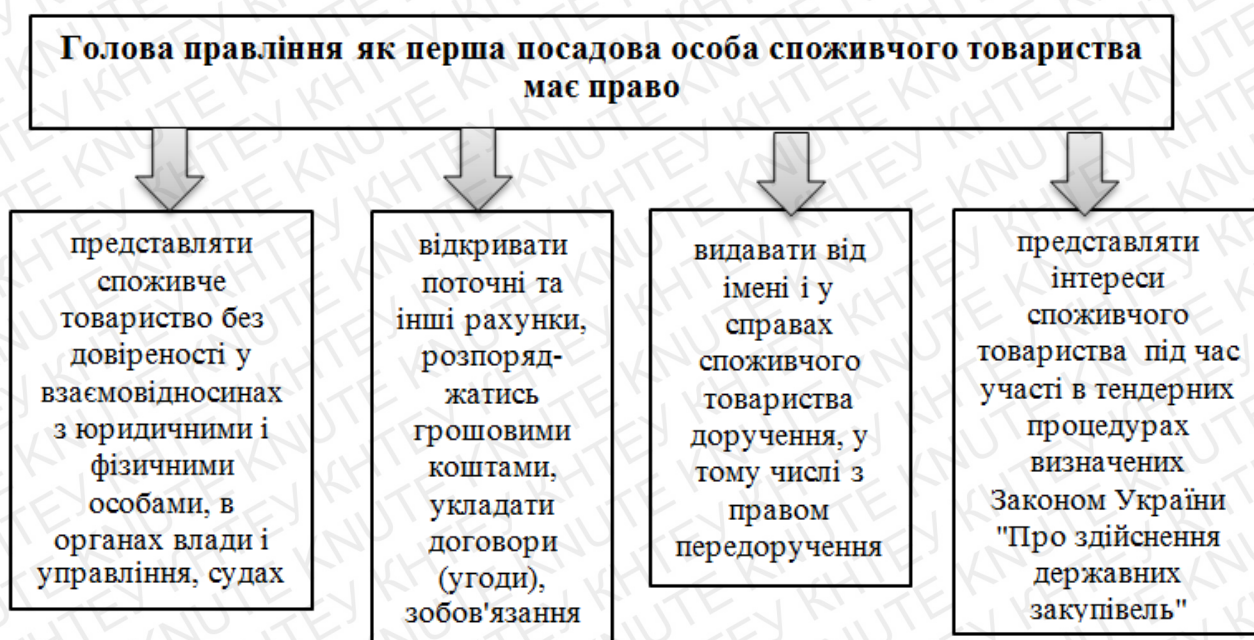 Голова правління як перша посадова особа споживчого товариства
має право
представляти
споживче
товариство без
довіреності у
взаємовідносинах
з юридичними і
фізичними
особами, в
органах влади і
управління, судах
відкривати
поточні та
інші рахунки,
розпоряд-
жатись
грошовими
коштами,
укладати
договори
(угоди),
зобов'язання
видавати від
імені і у
справах
споживчого
товариства
доручення, у
тому числі з
правом
передоручення
представляти
інтереси
споживчого
товариства під час
участі в тендерних
процедурах
визначених
Законом України
"Про здійснення
державних
закупівель"